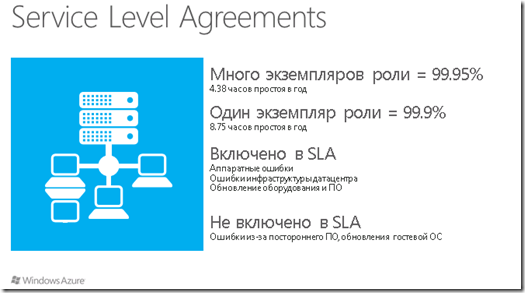 Service Level Agreements
Много экземпляров роли = 99.95%
4.38 часов простоя в год
Один экземпляр роли = 99.9%
8.75 часов простоя в год
Включено в SLA
Аппаратные ошибки
Ошибки инфраструктуры датацентра
Обновление оборудования и ПО
Не включено в SLA
Ошибки из-за постороннего ПО, обновления гостевой ОС
Windows Azure